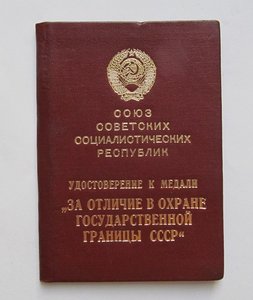 СОЮЗ
СОВЕТСКИХ
СОЦИАЛИСТИЧЕСКИХ
РЕСПУБЛИК
УДОСТОВЕРЕНИЕ К МЕДАЛИ
„ЗА ОТЛИЧИЕ В ОХРАНЕ
ГОСУДАРСТВЕННОЙ
ГРАНИЦЫ СССР“